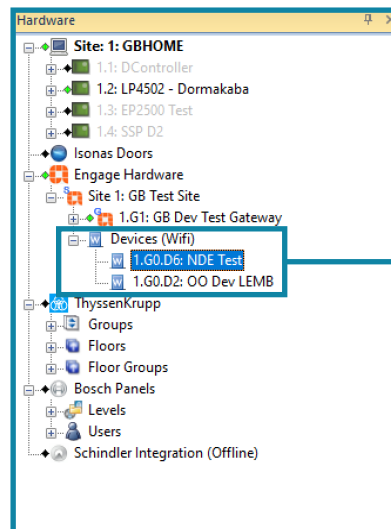 Hardware
Site: 1: GBHOME
1.1: DController
1.2: LP4502 - Dormakaba
1.3: EP2500 Test
1.4: SSP D2
Isonas Doors
Engage Hardware
Site 1: GB Test Site
1.G1: GB Dev Test Gateway
Devices (Wifi)
1.G0.D6: NDE Test
1.G0.D2: OO Dev LEMB
ThyssenKrupp
Groups
Floors
Floor Groups
Bosch Panels
Levels
Users
Schindler Integration (Offline)